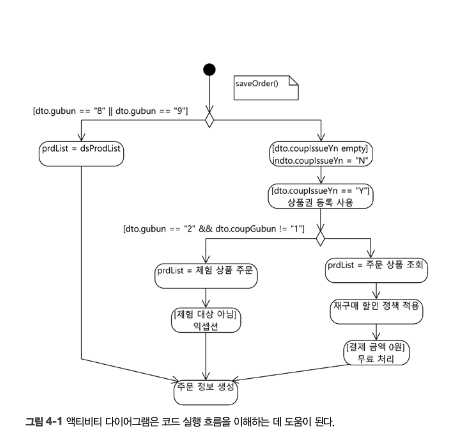 saveOrder()
[dto.gubun == "8" || dto.gubun == "9"]
prdList = dsProdList
[dto.coupIssueYn empty]
indto.coupIssueYn = "N"
[dto.coupIssueYn == "Y"]
상품권 등록 사용
[dto.gubun == "2" && dto.coupGubun != "1"]
prdList = 체험 상품 주문
prdList = 주문 상품 조회
[체험 대상 아님]
익셉션
재구매 할인 정책 적용
[결제 금액 0원]
무료 처리
주문 정보 생성
그림 4-1 액티비티 다이어그램은 코드 실행 흐름을 이해하는 데 도움이 된다.